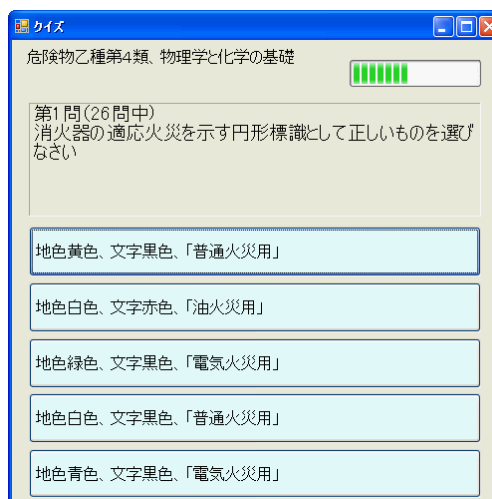 クイズ
危険物乙種第4類、物理学と化学の基礎
第1問(26問中)
消火器の適応火災を示す円形標識として正しいものを選び
なさい
地色黄色、文字黒色、「普通火災用」
地色白色、文字赤色、「油火災用」
地色緑色、文字黒色、「電気火災用」
地色白色、文字黒色、「普通火災用」
地色青色、文字黒色、「電気火災用」